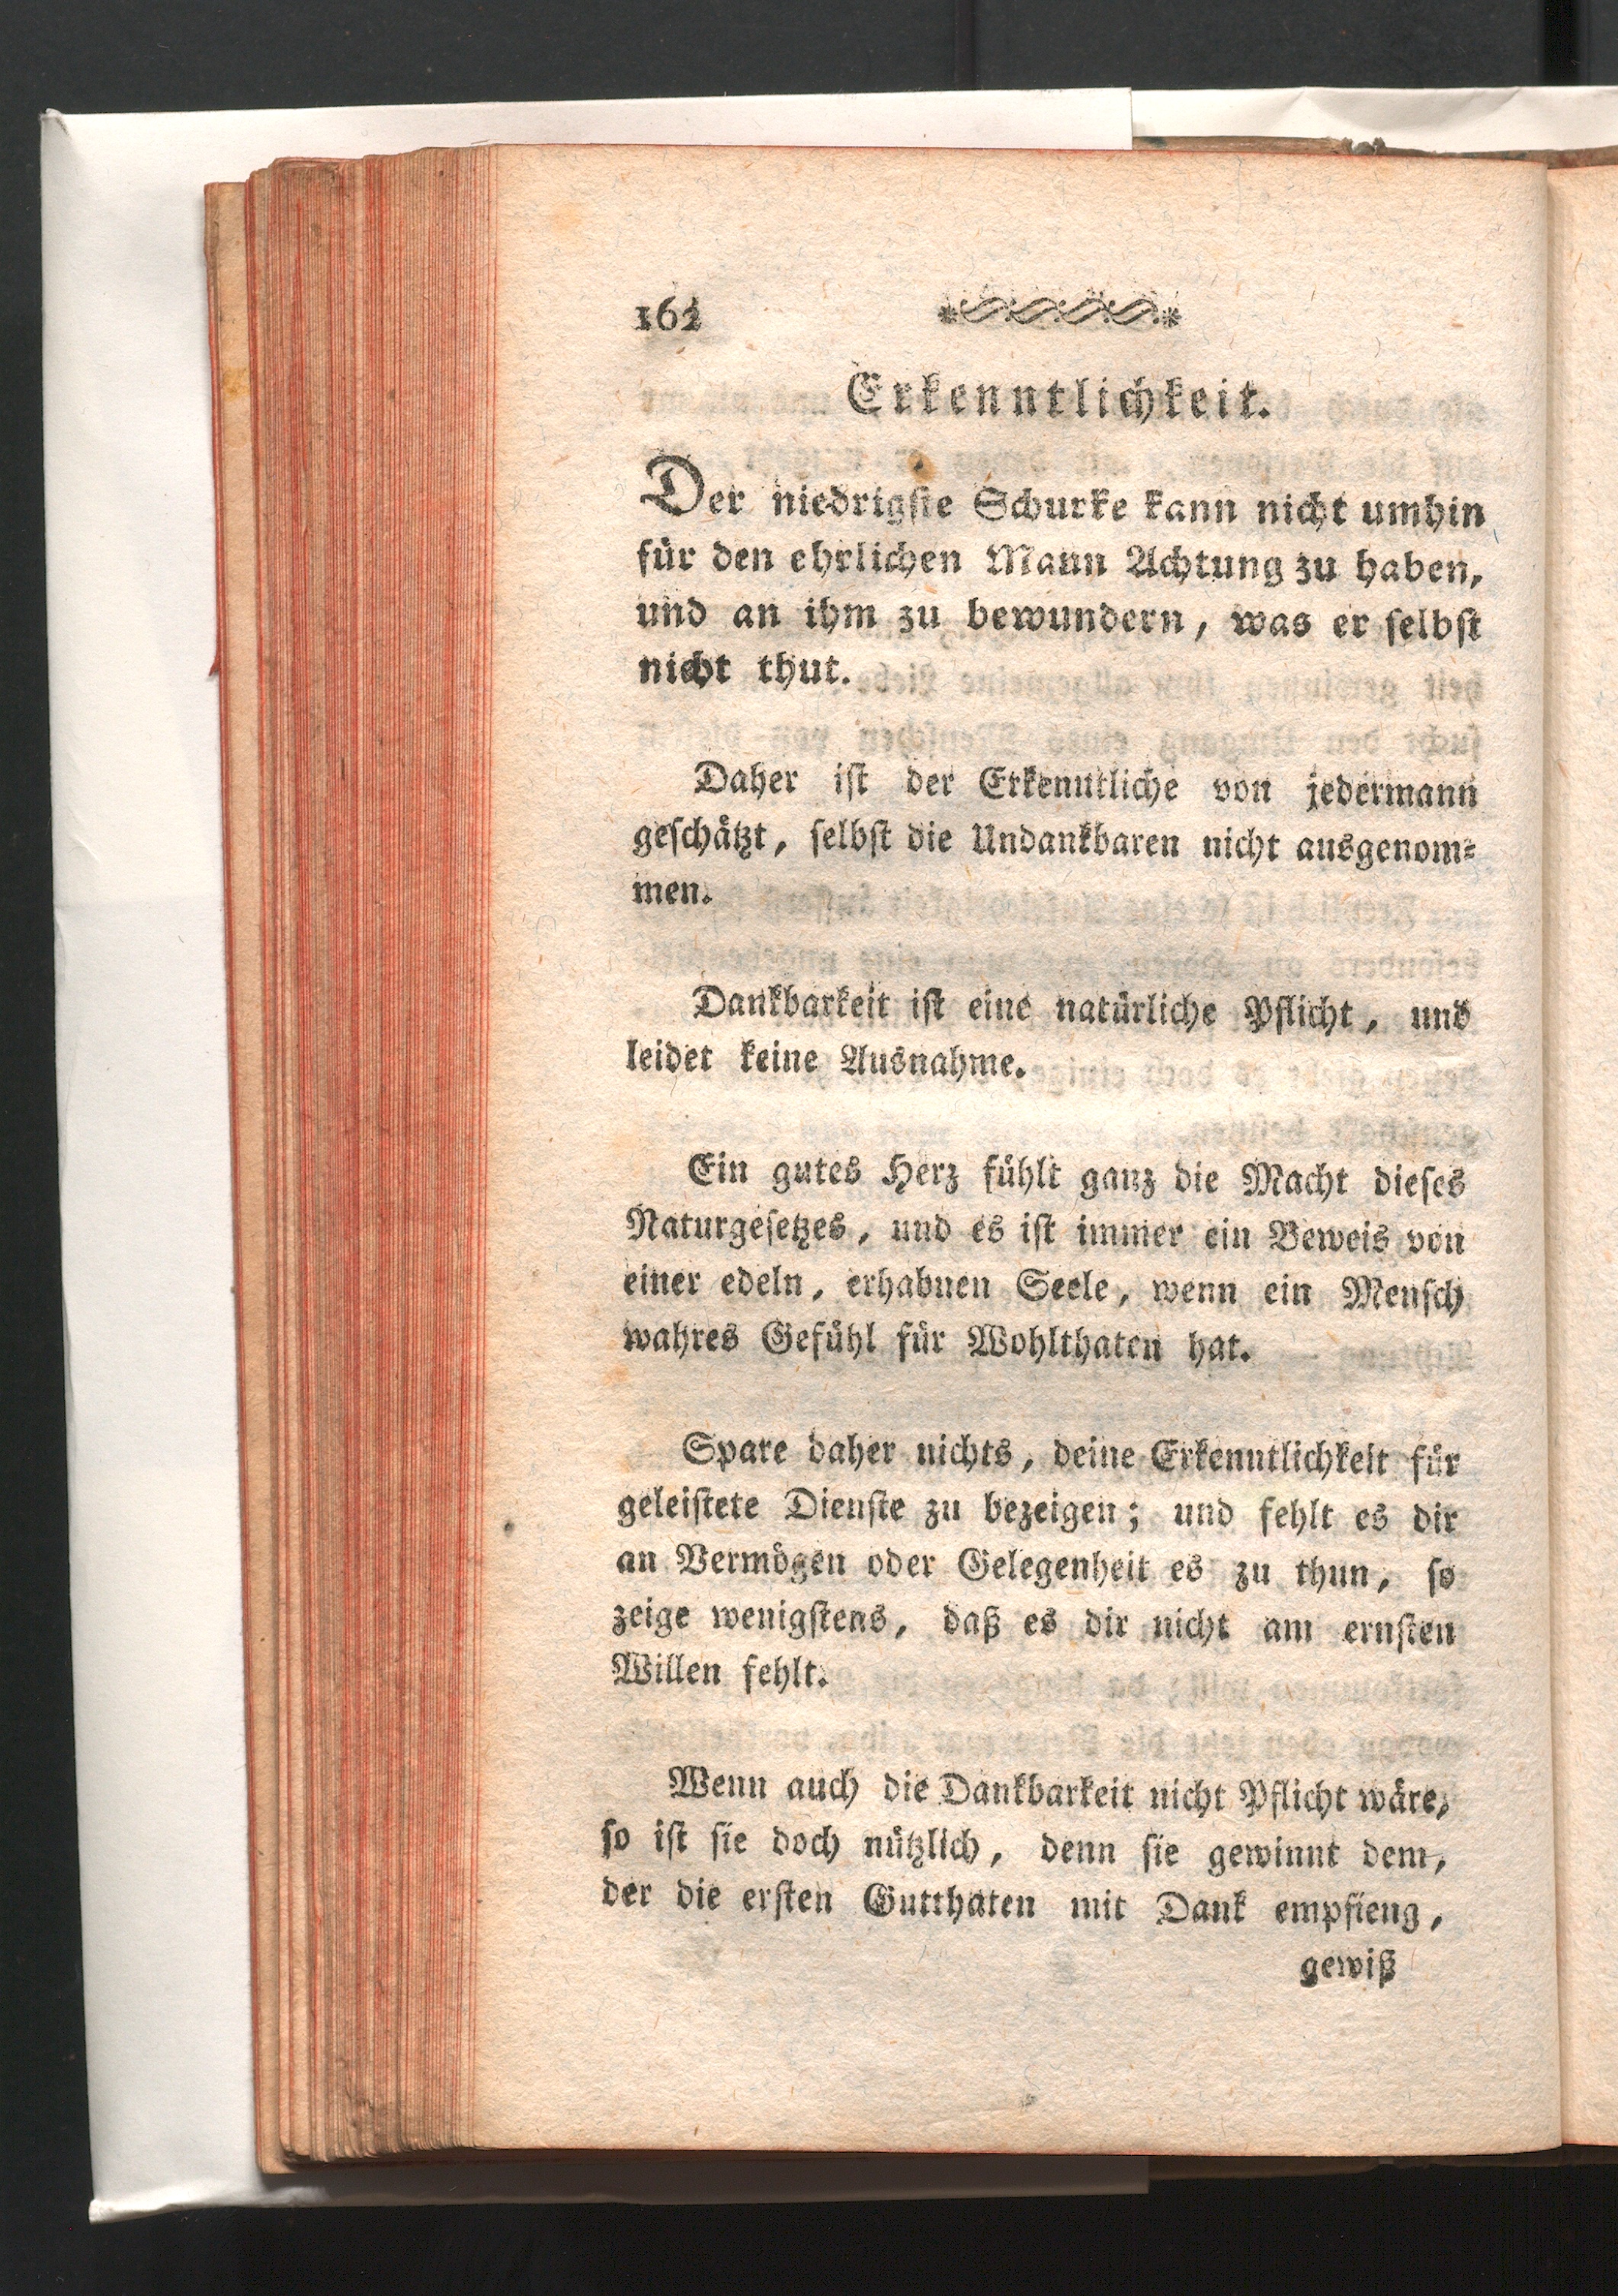 162
Erkenntlichkeit.
Der niedrigſte Schurke kann nicht umhin
für den ehrlichen Mann Achtung zu haben,
und an ihm zu bewundern, was er ſelbſt
nicht thut.
Daher iſt der Erkenntliche von jedermann
geſchätzt, ſelbſt die Undankbaren nicht ausgenom⸗
men.
Dankbarkeit iſt eine natürliche Pflicht, und
leidet keine Ausnahme.
Ein gutes Herz fühlt ganz die Macht dieſes
Naturgeſetzes, und es iſt immer ein Beweis von
einer edeln, erhabnen Seele, wenn ein Menſch
wahres Gefühl für Wohlthaten hat.
Spare daher nichts, deine Erkenntlichkeit für
geleiſtete Dienſte zu bezeigen; und fehlt es dir
an Vermögen oder Gelegenheit es zu thun, ſo
zeige wenigſtens, daß es dir nicht am ernſten
Willen fehlt.
Wenn auch die Dankbarkeit nicht Pflicht wäre,
ſo iſt ſie doch nützlich, denn ſie gewinnt dem,
der die erſten Gutthaten mit Dank empfieng,
gewiß